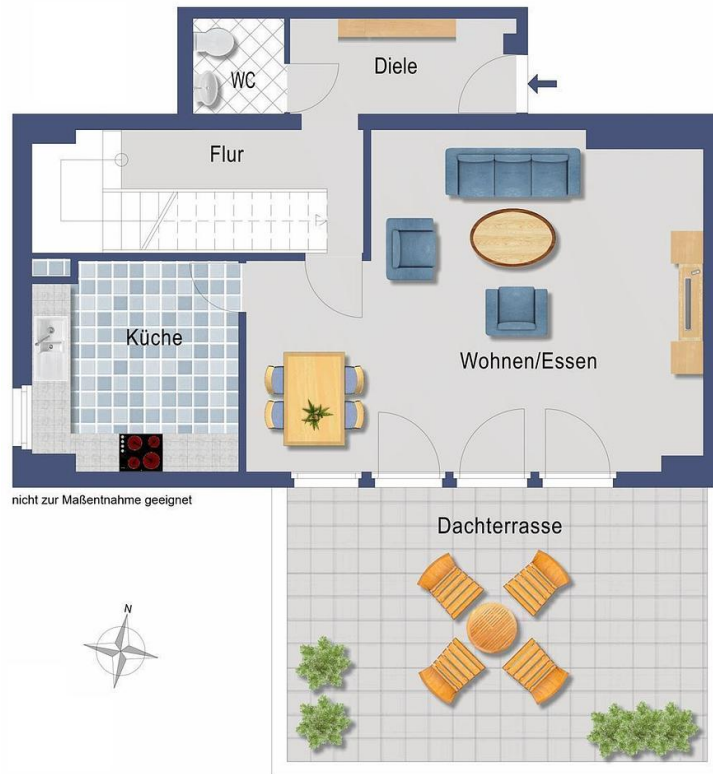 Diele
WC
Flur
Küche
Wohnen/Essen
nicht zur Maßentnahme geeignet
Dachterrasse
N